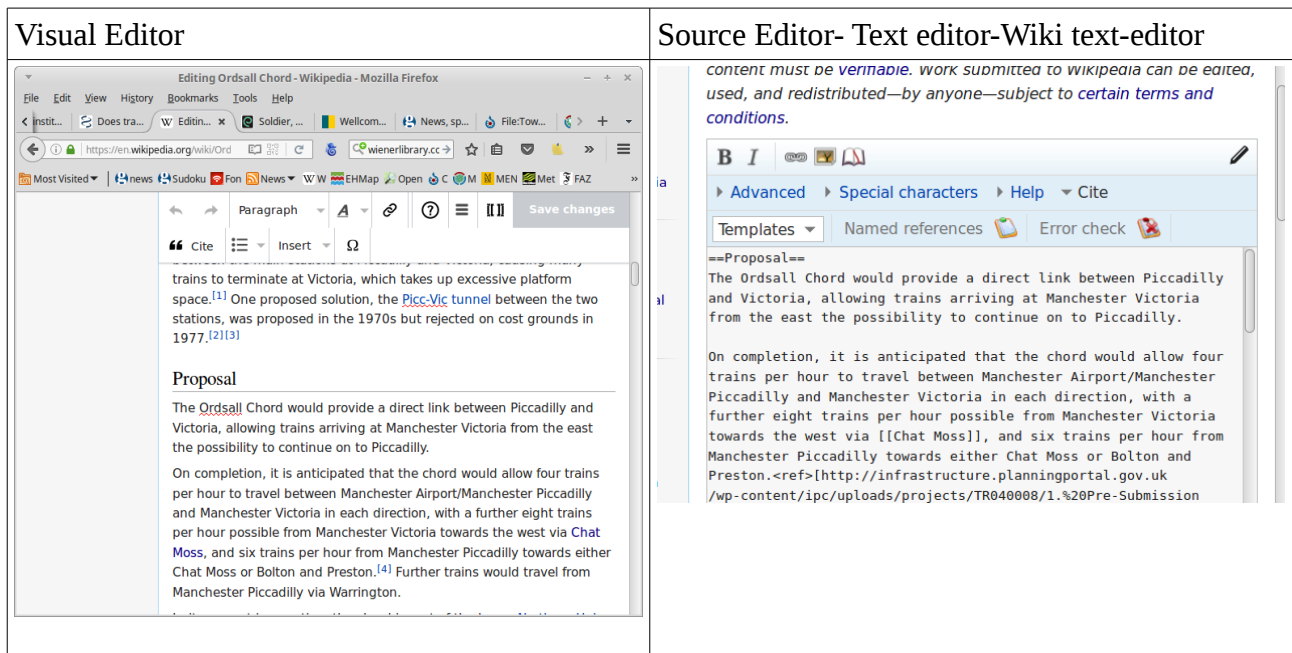 Visual Editor
Editing Ordsall Chord - Wikipedia - Mozilla Firefox
File Edit View History Bookmarks Tools Help
instit... Does tra... Editin... Soldier, ... Wellcom... News, sp... File:Tow...
https://en.wikipedia.org/wiki/Ord wienerlibrary.cc
Most Visited news Sudoku Fon News W W EHMap Open C M MEN Met FAZ
Paragraph A Save changes
Cite Insert Ω
trains to terminate at Victoria, which takes up excessive platform
space.[1] One proposed solution, the Picc-Vic tunnel between the two
stations, was proposed in the 1970s but rejected on cost grounds in
1977.[2][3]
Proposal
The Ordsall Chord would provide a direct link between Piccadilly and
Victoria, allowing trains arriving at Manchester Victoria from the east
the possibility to continue on to Piccadilly.
On completion, it is anticipated that the chord would allow four trains
per hour to travel between Manchester Airport/Manchester Piccadilly
and Manchester Victoria in each direction, with a further eight trains
per hour possible from Manchester Victoria towards the west via Chat
Moss, and six trains per hour from Manchester Piccadilly towards either
Chat Moss or Bolton and Preston.[4] Further trains would travel from
Manchester Piccadilly via Warrington.
Source Editor- Text editor-Wiki text-editor
content must be verifiable. Work submitted to Wikipedia can be edited,
used, and redistributed—by anyone—subject to certain terms and
conditions.
B I
Advanced Special characters Help Cite
Templates Named references Error check
==Proposal==
The Ordsall Chord would provide a direct link between Piccadilly
and Victoria, allowing trains arriving at Manchester Victoria
from the east the possibility to continue on to Piccadilly.
On completion, it is anticipated that the chord would allow four
trains per hour to travel between Manchester Airport/Manchester
Piccadilly and Manchester Victoria in each direction, with a
further eight trains per hour possible from Manchester Victoria
towards the west via [[Chat Moss]], and six trains per hour from
Manchester Piccadilly towards either Chat Moss or Bolton and
Preston.<ref>[http://infrastructure.planningportal.gov.uk
/wp-content/ipc/uploads/projects/TR040008/1.%20Pre-Submission